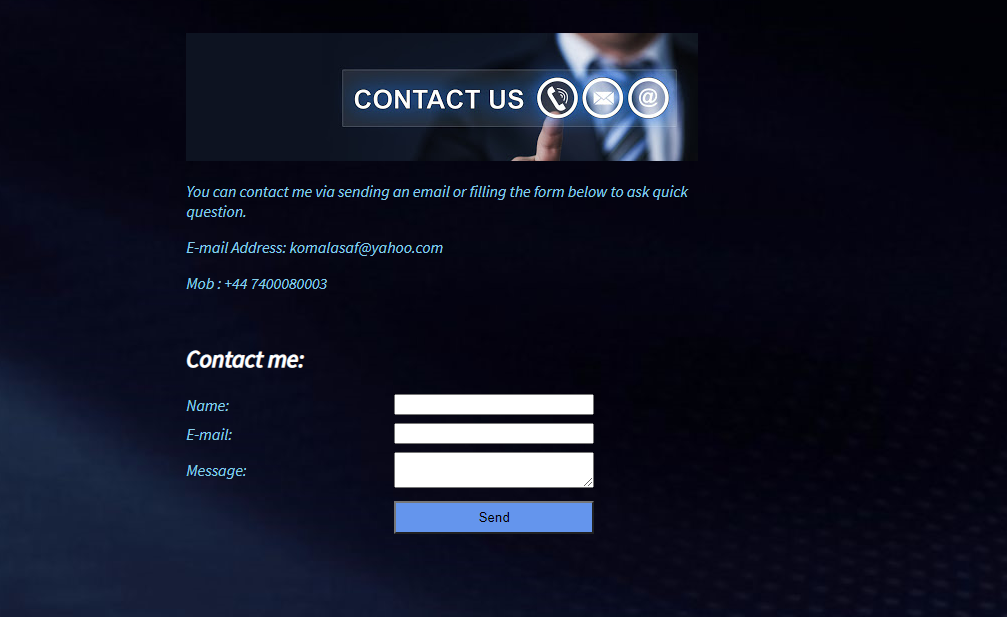 CONTACT US
You can contact me via sending an email or filling the form below to ask quick
question.
E-mail Address: komalasaf@yahoo.com
Mob : +44 7400080003
Contact me:
Name:
E-mail:
Message:
Send